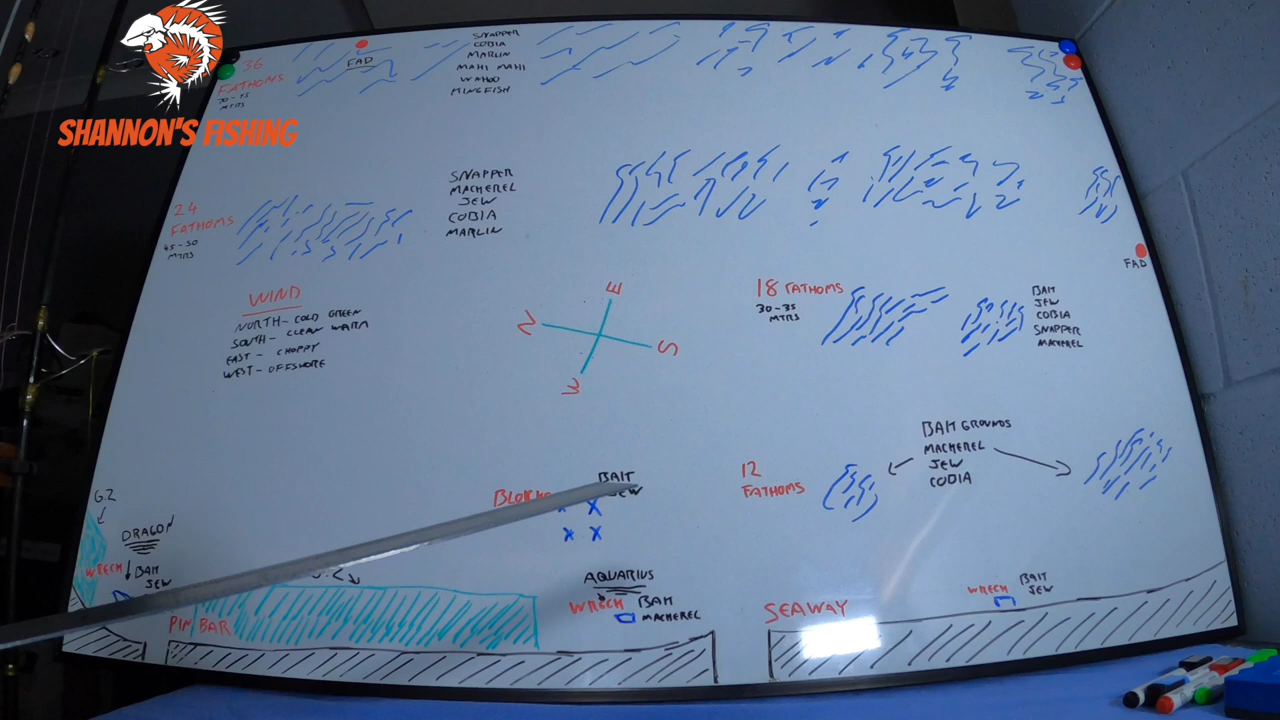 SHANNON'S FISHING
36
FATHOMS
MTRS
FAD
SNAPPER
COBIA
MARLIN
MAHI MAHI
WAHOO
KINGFISH
24
FATHOMS
45-50
MTRS
SNAPPER
MACKEREL
JEW
COBIA
MARLIN
FAD
WIND
NORTH - COLD GREEN
SOUTH - CLEAN WARM
EAST - CHOPPY
WEST - OFFSHORE
N
E
S
W
18 FATHOMS
30-35
MTRS
BAIT
JEW
COBIA
SNAPPER
MACKEREL
12
FATHOMS
BAIT GROUNDS
MACKEREL
JEW
COBIA
BAIT
JEW
G.Z
DRAGON
WRECK
BAIT
JEW
PIN BAR
AQUARIUS
WRECK
BAIT
MACKEREL
SEAWAY
WRECK
BAIT
JEW